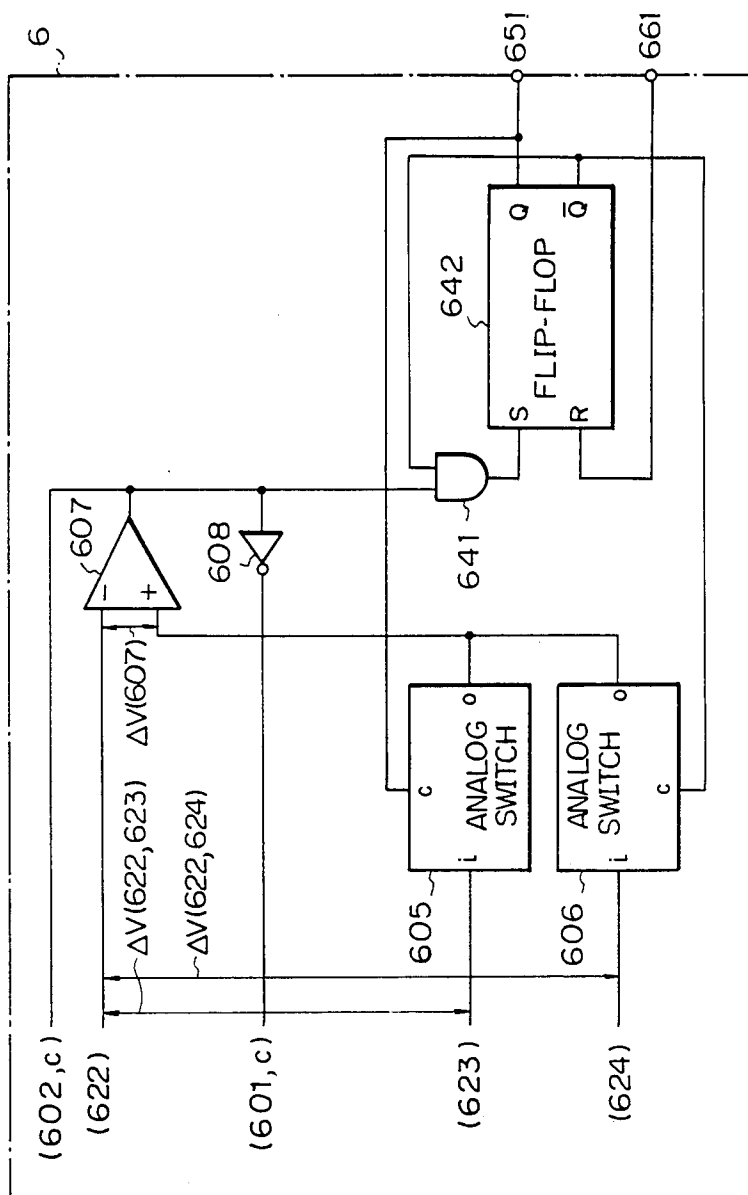 6
(602,c)
(622)
607
−
+
ΔV(607)
ΔV(622,623)
ΔV(622,624)
(601,c)
608
651
661
642
FLIP-FLOP
S
R
Q
Q̅
641
(623)
605
i
c
o
ANALOG
SWITCH
(624)
606
i
c
o
ANALOG
SWITCH